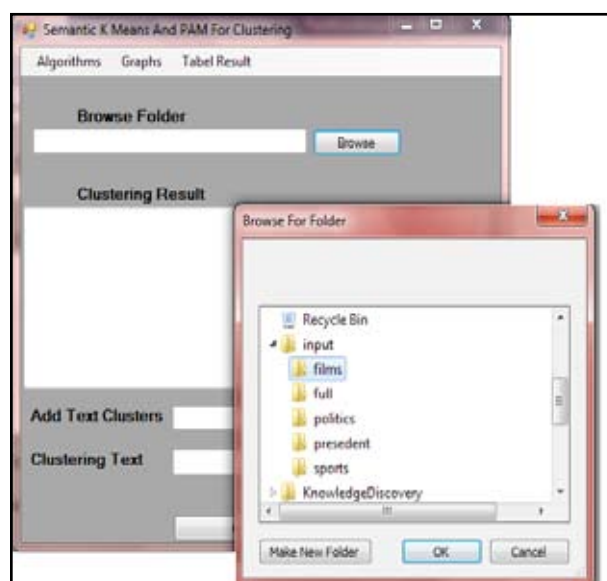 Semantic K Means And PAM For Clustering
Algorithms Graphs Tabel Result
Browse Folder
Browse
Clustering Result
Browse For Folder
Recycle Bin
input
films
full
politics
presedent
sports
KnowledgeDiscovery
Add Text Clusters
Clustering Text
Make New Folder OK Cancel